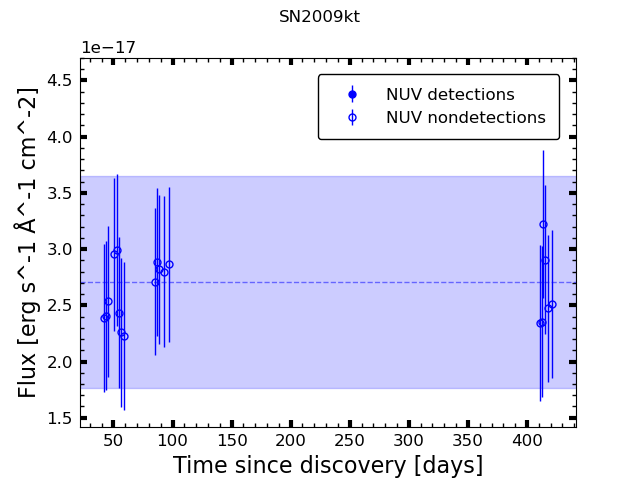 SN2009kt
1e−17
4.5
4.0
3.5
3.0
2.5
2.0
1.5
Flux [erg s^-1 Å^-1 cm^-2]
NUV detections
NUV nondetections
50 100 150 200 250 300 350 400
Time since discovery [days]